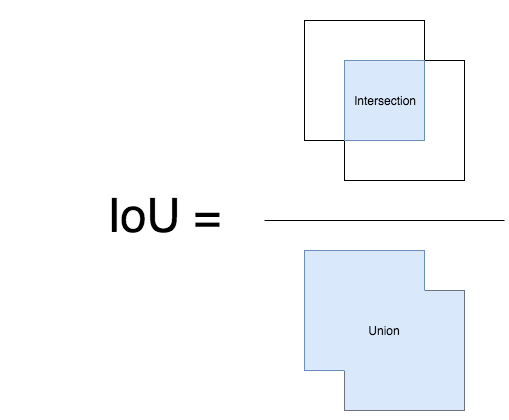 Intersection
IoU =
Union